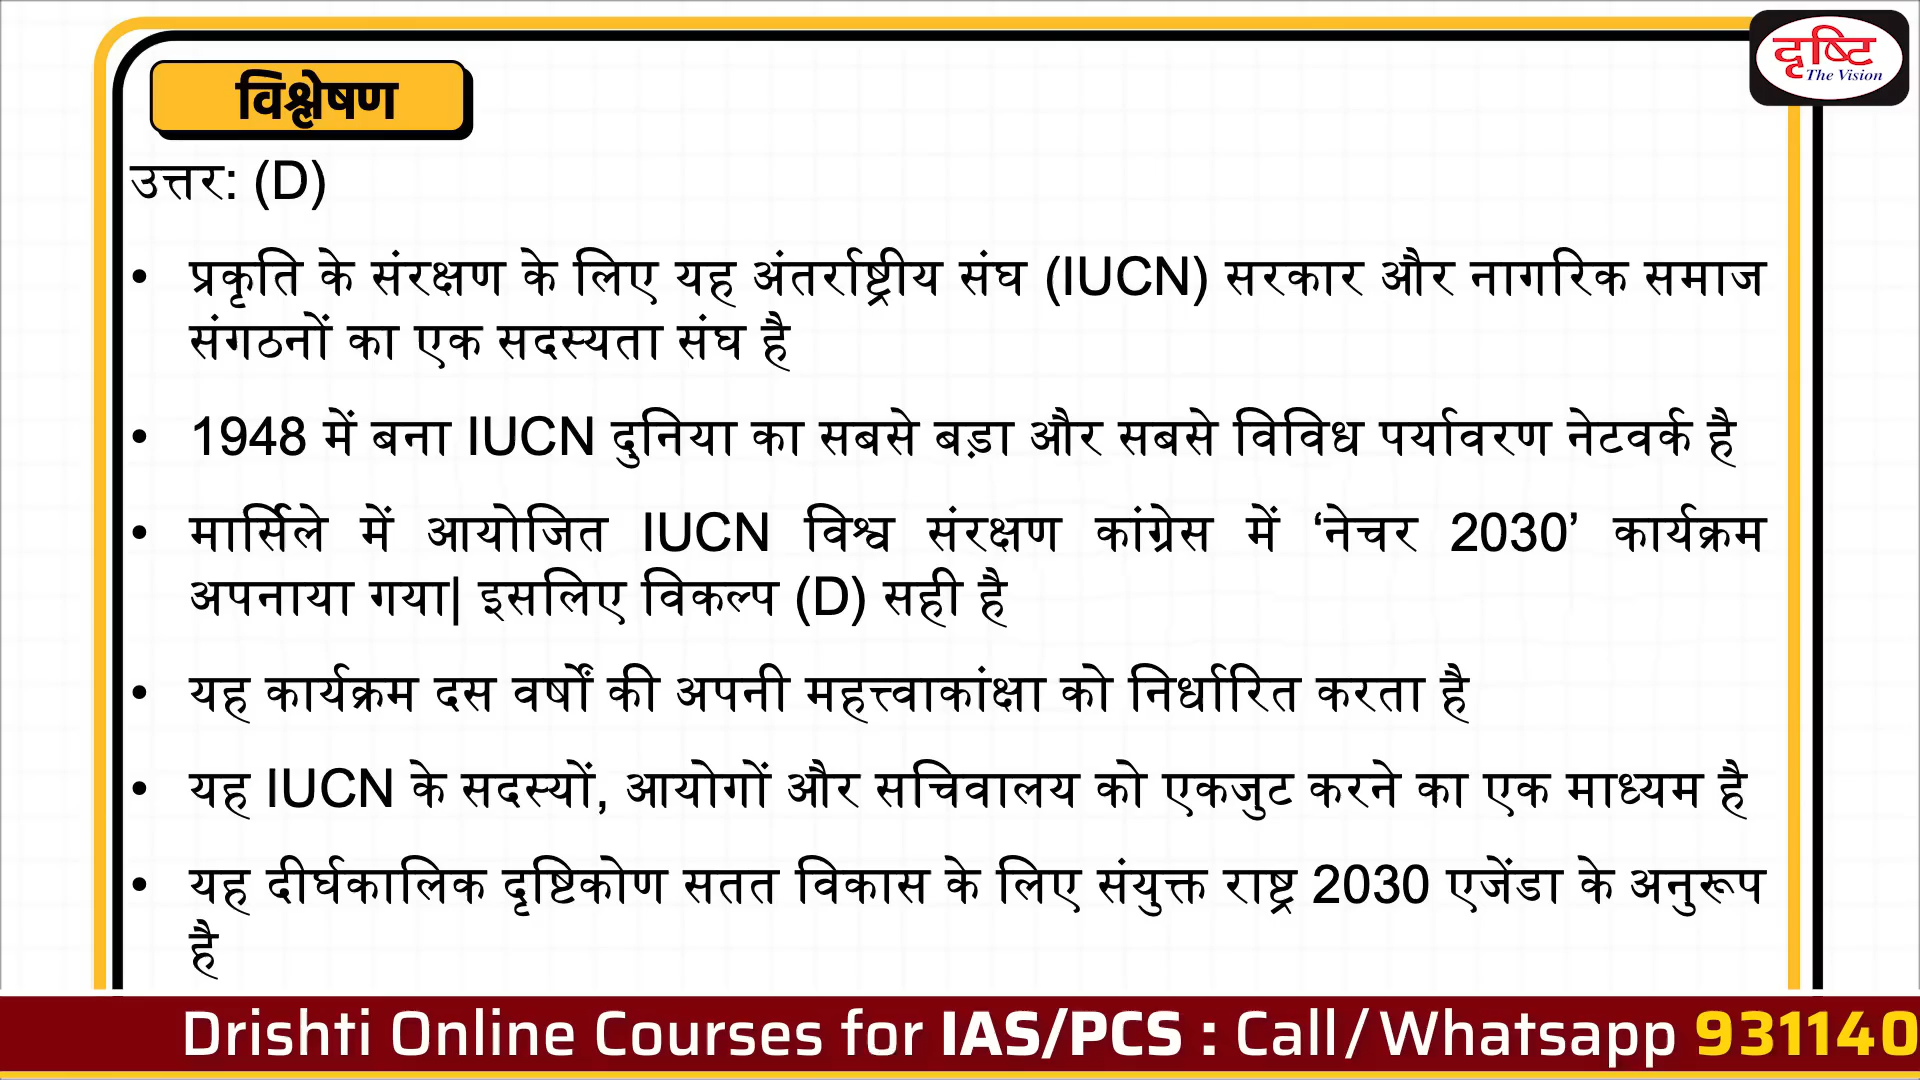 दृष्टि
The Vision
विश्लेषण
उत्तर: (D)
• प्रकृति के संरक्षण के लिए यह अंतर्राष्ट्रीय संघ (IUCN) सरकार और नागरिक समाज
संगठनों का एक सदस्यता संघ है
• 1948 में बना IUCN दुनिया का सबसे बड़ा और सबसे विविध पर्यावरण नेटवर्क है
• मार्सिले में आयोजित IUCN विश्व संरक्षण कांग्रेस में ‘नेचर 2030’ कार्यक्रम
अपनाया गया| इसलिए विकल्प (D) सही है
• यह कार्यक्रम दस वर्षों की अपनी महत्त्वाकांक्षा को निर्धारित करता है
• यह IUCN के सदस्यों, आयोगों और सचिवालय को एकजुट करने का एक माध्यम है
• यह दीर्घकालिक दृष्टिकोण सतत विकास के लिए संयुक्त राष्ट्र 2030 एजेंडा के अनुरूप
है
Drishti Online Courses for IAS/PCS : Call/Whatsapp 931140